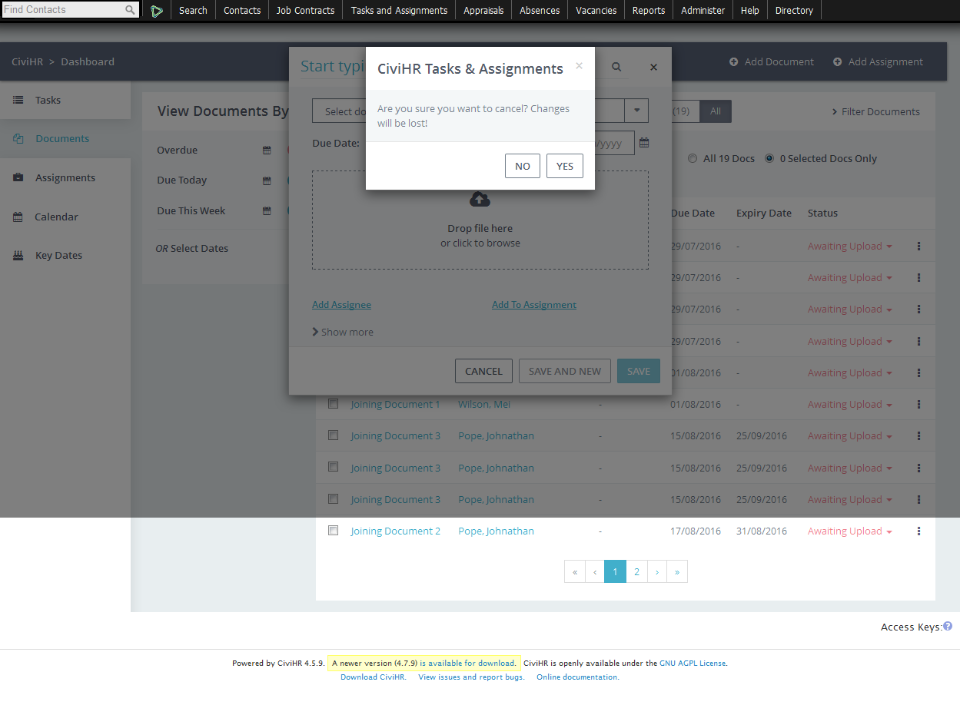 Find Contacts
Search Contacts Job Contracts Tasks and Assignments Appraisals Absences Vacancies Reports Administer Help Directory
CiviHR > Dashboard
Add Document Add Assignment
Tasks
Documents
Assignments
Calendar
Key Dates
View Documents By
Overdue
Due Today
Due This Week
OR Select Dates
Start typi
CiviHR Tasks & Assignments ×
Are you sure you want to cancel? Changes
will be lost!
NO YES
Select do
Due Date:
yyyy
Drop file here
or click to browse
Add Assignee Add To Assignment
Show more
CANCEL SAVE AND NEW SAVE
(19) All
> Filter Documents
All 19 Docs 0 Selected Docs Only
Due Date Expiry Date Status
29/07/2016 - Awaiting Upload
29/07/2016 - Awaiting Upload
29/07/2016 - Awaiting Upload
29/07/2016 - Awaiting Upload
01/08/2016 - Awaiting Upload
Joining Document 1 Wilson, Mei - 01/08/2016 - Awaiting Upload
Joining Document 3 Pope, Johnathan - 15/08/2016 25/09/2016 Awaiting Upload
Joining Document 3 Pope, Johnathan - 15/08/2016 25/09/2016 Awaiting Upload
Joining Document 3 Pope, Johnathan - 15/08/2016 25/09/2016 Awaiting Upload
Joining Document 2 Pope, Johnathan - 17/08/2016 31/08/2016 Awaiting Upload
« ‹ 1 2 › »
Access Keys:?
Powered by CiviHR 4.5.9. A newer version (4.7.9) is available for download. CiviHR is openly available under the GNU AGPL License.
Download CiviHR. View issues and report bugs. Online documentation.